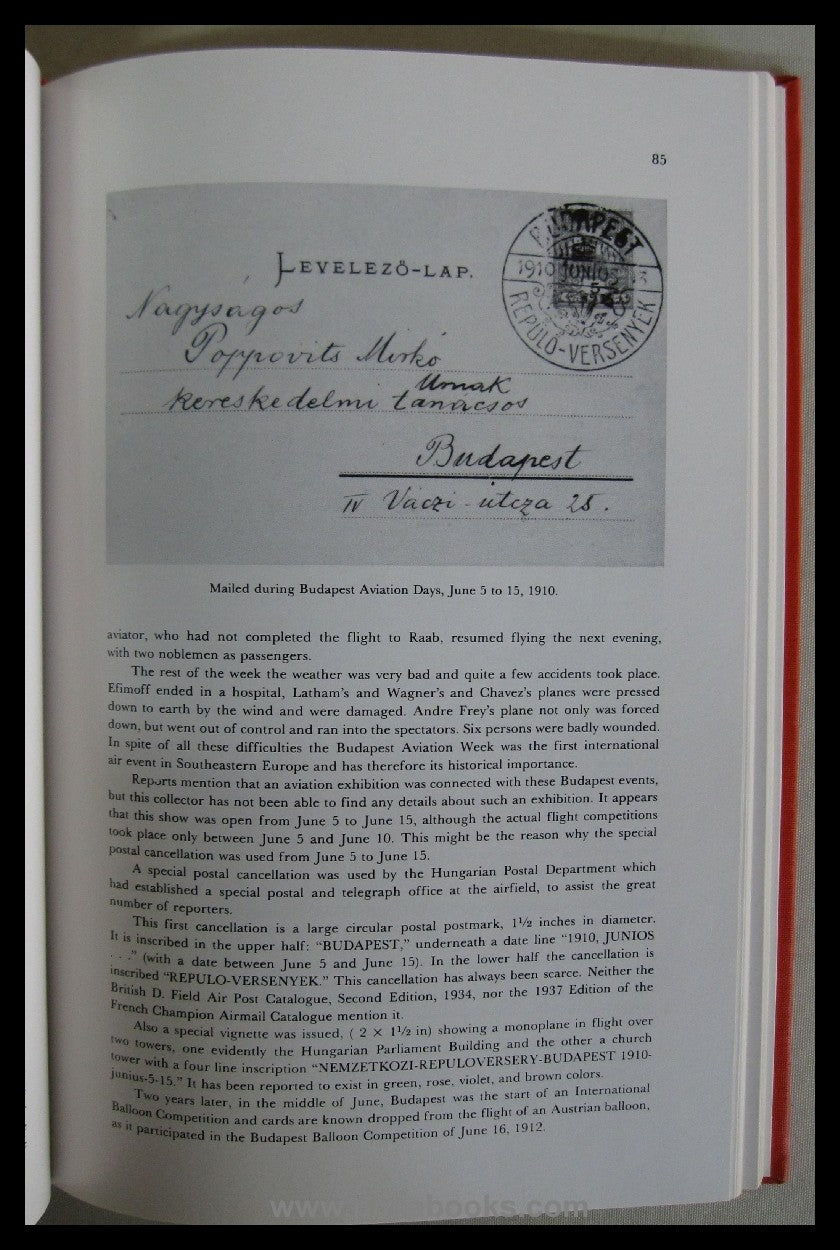 85
LEVELEZŐ-LAP.
BUDAPEST
1910 JUNIOS
REPÜLŐ-VERSENYEK
Nagyságos
Poppovits Mirkó
Urnak
kereskedelmi tanácsos
Budapest
IV Váczi-utcza 25.
Mailed during Budapest Aviation Days, June 5 to 15, 1910.
aviator, who had not completed the flight to Raab, resumed flying the next evening,
with two noblemen as passengers.
The rest of the week the weather was very bad and quite a few accidents took place.
Efimoff ended in a hospital, Latham's and Wagner's and Chavez's planes were pressed
down to earth by the wind and were damaged. Andre Frey's plane not only was forced
down, but went out of control and ran into the spectators. Six persons were badly wounded.
In spite of all these difficulties the Budapest Aviation Week was the first international
air event in Southeastern Europe and has therefore its historical importance.
Reports mention that an aviation exhibition was connected with these Budapest events,
but this collector has not been able to find any details about such an exhibition. It appears
that this show was open from June 5 to June 15, although the actual flight competitions
took place only between June 5 and June 10. This might be the reason why the special
postal cancellation was used from June 5 to June 15.
A special postal cancellation was used by the Hungarian Postal Department which
had established a special postal and telegraph office at the airfield, to assist the great
number of reporters.
This first cancellation is a large circular postal postmark, 1½ inches in diameter.
It is inscribed in the upper half: "BUDAPEST," underneath a date line "1910, JUNIOS
. . ." (with a date between June 5 and June 15). In the lower half the cancellation is
inscribed "REPULO-VERSENYEK." This cancellation has always been scarce. Neither the
British D. Field Air Post Catalogue, Second Edition, 1934, nor the 1937 Edition of the
French Champion Airmail Catalogue mention it.
Also a special vignette was issued, ( 2 × 1½ in) showing a monoplane in flight over
two towers, one evidently the Hungarian Parliament Building and the other a church
tower with a four line inscription "NEMZETKOZI-REPULOVERSERY-BUDAPEST 1910-
junius-5-15." It has been reported to exist in green, rose, violet, and brown colors.
Two years later, in the middle of June, Budapest was the start of an International
Balloon Competition and cards are known dropped from the flight of an Austrian balloon,
as it participated in the Budapest Balloon Competition of June 16, 1912.